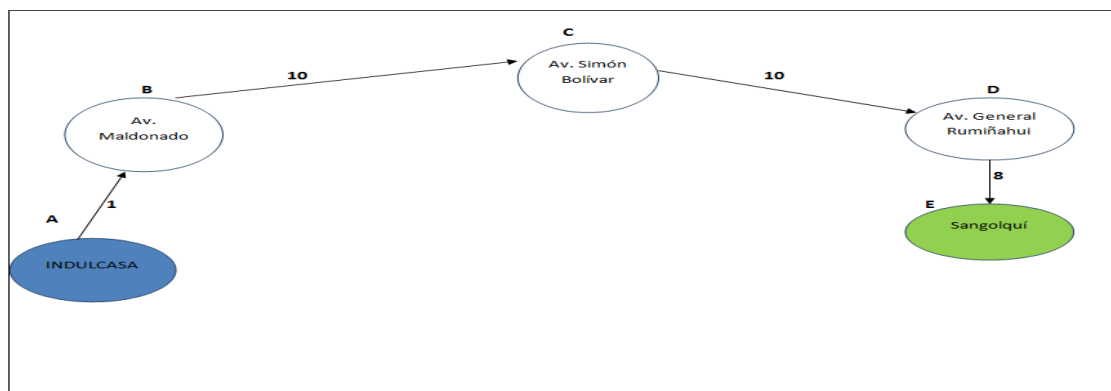 C
Av. Simón
Bolívar
10
10
B
Av.
Maldonado
D
Av. General
Rumiñahui
8
A
1
E
Sangolquí
INDULCASA